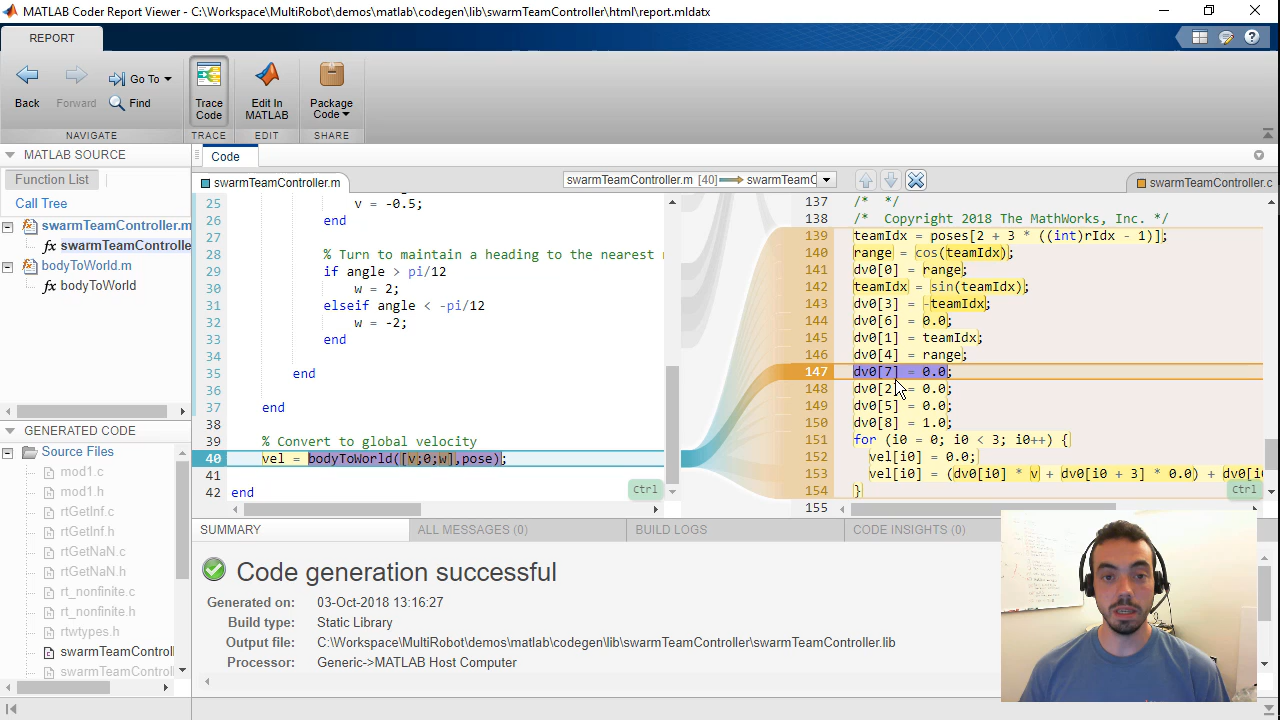 MATLAB Coder Report Viewer - C:\Workspace\MultiRobot\demos\matlab\codegen\lib\swarmTeamController\html\report.mldatx
REPORT
Back
Forward
Go To
Find
Trace Code
Edit In MATLAB
Package Code
NAVIGATE
TRACE
EDIT
SHARE
MATLAB SOURCE
Function List
Call Tree
swarmTeamController.m
fx swarmTeamControlle
bodyToWorld.m
fx bodyToWorld
GENERATED CODE
Source Files
mod1.c
mod1.h
rtGetInf.c
rtGetInf.h
rtGetNaN.c
rtGetNaN.h
rt_nonfinite.c
rt_nonfinite.h
rtwtypes.h
swarmTeamControl
swarmTeamControl
Code
swarmTeamController.m
swarmTeamController.m [40] swarmTeamC
swarmTeamController.c
25 v = -0.5;
26 end
27
28 % Turn to maintain a heading to the nearest
29 if angle > pi/12
30 w = 2;
31 elseif angle < -pi/12
32 w = -2;
33 end
34
35 end
36
37 end
38
39 % Convert to global velocity
40 vel = bodyToWorld([v;0;w],pose);
41
42 end
Ctrl
137 /* */
138 /* Copyright 2018 The MathWorks, Inc. */
139 teamIdx = poses[2 + 3 * ((int)rIdx - 1)];
140 range = cos(teamIdx);
141 dv0[0] = range;
142 teamIdx = sin(teamIdx);
143 dv0[3] = -teamIdx;
144 dv0[6] = 0.0;
145 dv0[1] = teamIdx;
146 dv0[4] = range;
147 dv0[7] = 0.0;
148 dv0[2] = 0.0;
149 dv0[5] = 0.0;
150 dv0[8] = 1.0;
151 for (i0 = 0; i0 < 3; i0++) {
152 vel[i0] = 0.0;
153 vel[i0] = (dv0[i0] * v + dv0[i0 + 3] * 0.0) + dv0[i
154 }
155
Ctrl
SUMMARY
ALL MESSAGES (0)
BUILD LOGS
CODE INSIGHTS (0)
Code generation successful
Generated on: 03-Oct-2018 13:16:27
Build type: Static Library
Output file: C:\Workspace\MultiRobot\demos\matlab\codegen\lib\swarmTeamController\swarmTeamController.lib
Processor: Generic->MATLAB Host Computer